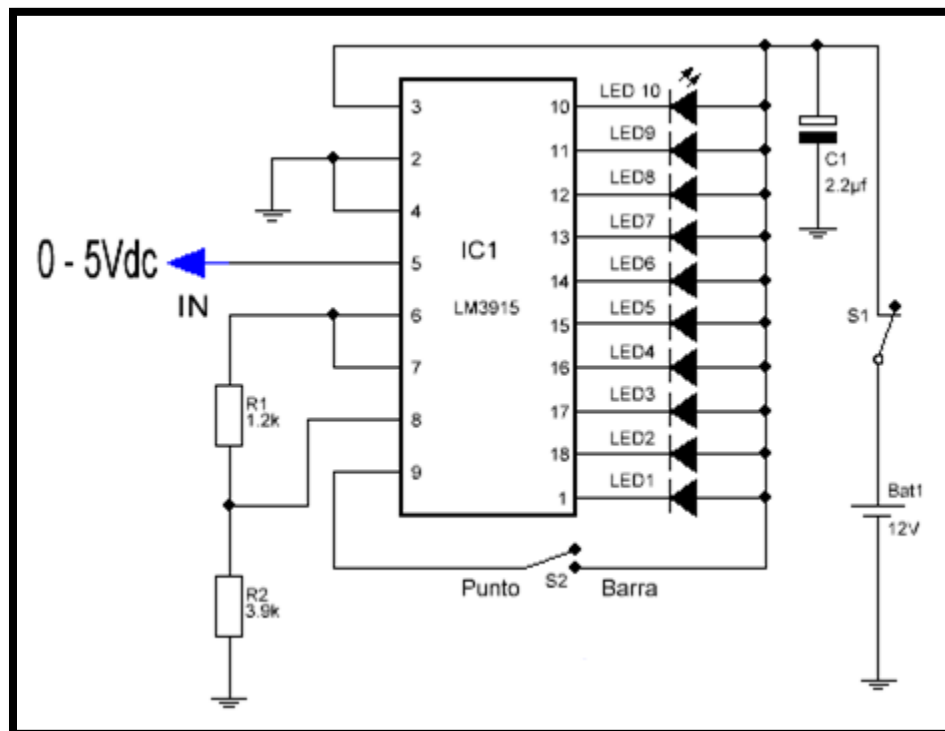 0 - 5Vdc
IN
IC1
LM3915
3
2
4
5
6
7
8
9
10
11
12
13
14
15
16
17
18
1
LED 10
LED9
LED8
LED7
LED6
LED5
LED4
LED3
LED2
LED1
R1
1.2k
R2
3.9k
Punto
S2
Barra
C1
2.2µf
S1
Bat1
12V